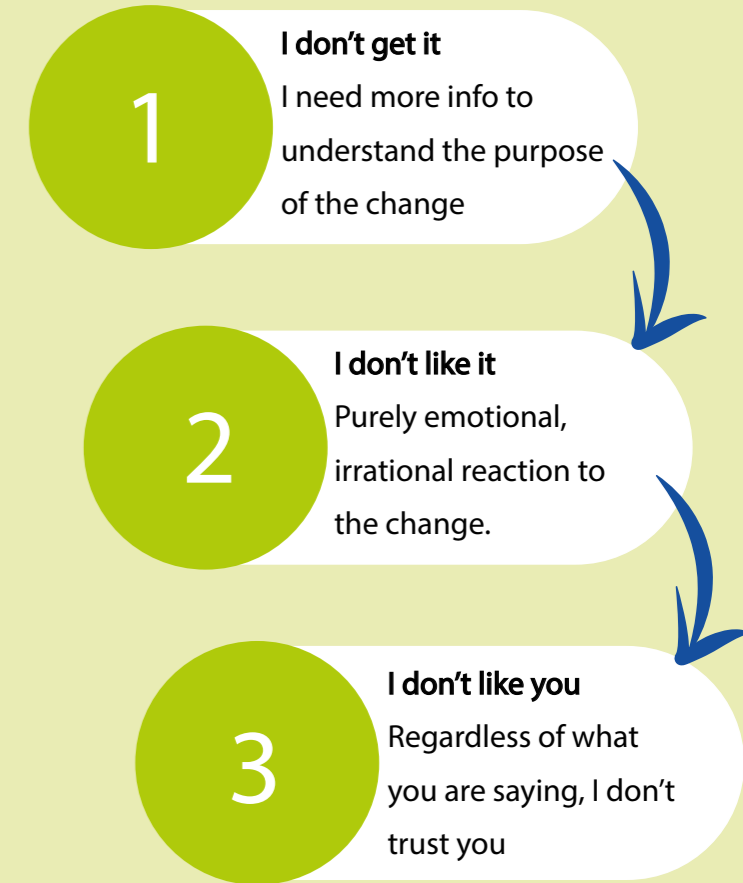 1
I don't get it
I need more info to
understand the purpose
of the change
2
I don't like it
Purely emotional,
irrational reaction to
the change.
3
I don't like you
Regardless of what
you are saying, I don't
trust you